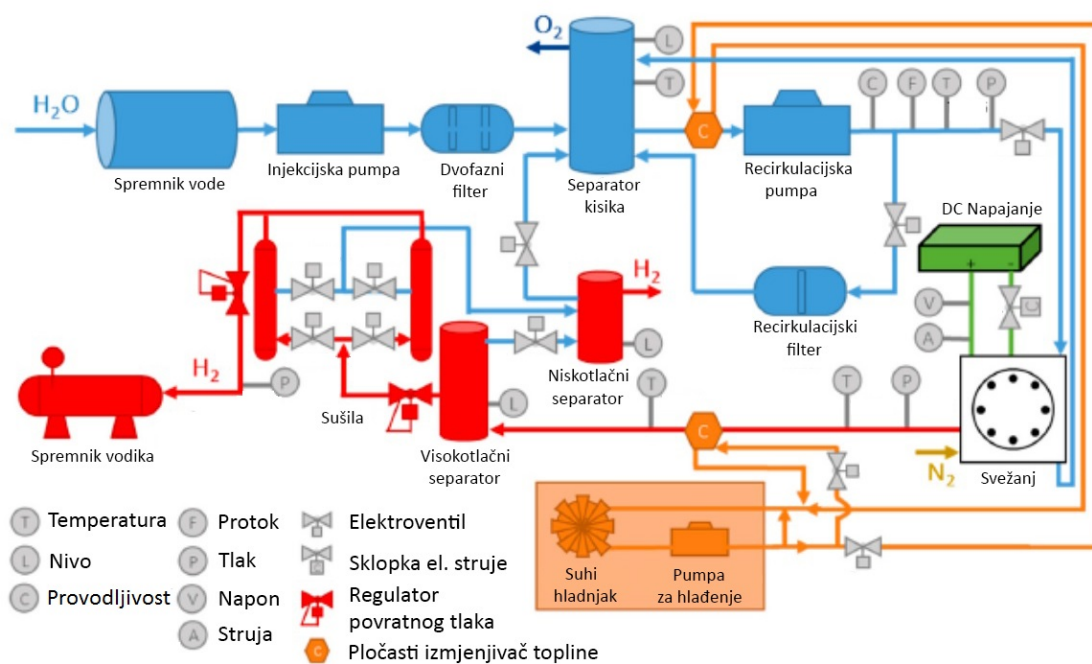 O₂
L
T
C
F
T
P
H₂O
C
Spremnik vode
Injekcijska pumpa
Dvofazni
filter
Separator
kisika
Recirkulacijska
pumpa
DC Napajanje
+
-
H₂
V
A
Recirkulacijski
filter
L
Niskotlačni
separator
H₂
P
Sušila
L
T
T
P
C
Spremnik vodika
Visokotlačni
separator
N₂
Svežanj
Suhi
hladnjak
Pumpa
za hlađenje
T Temperatura
F Protok
Elektroventil
L Nivo
P Tlak
Sklopka el. struje
C Provodljivost
V Napon
Regulator
povratnog tlaka
A Struja
C Pločasti izmjenjivač topline